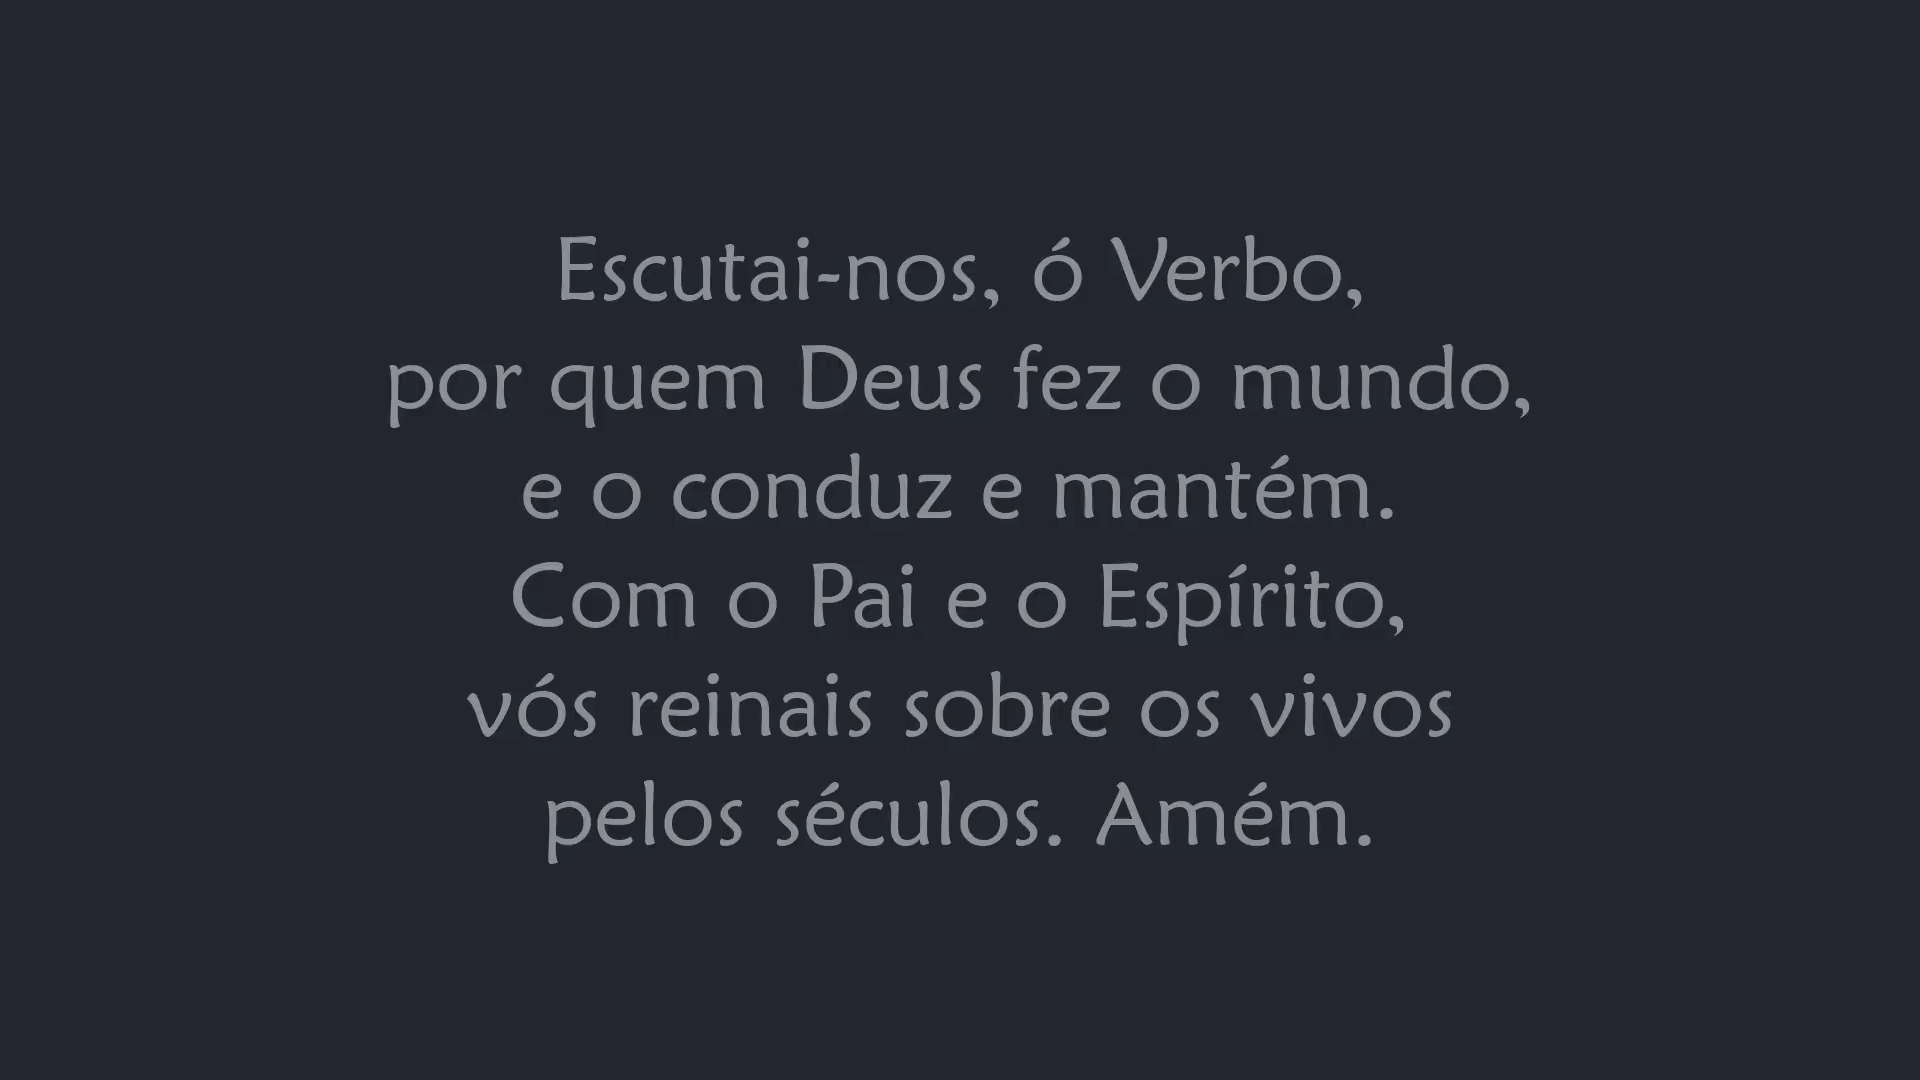 Escutai-nos, ó Verbo,
por quem Deus fez o mundo,
e o conduz e mantém.
Com o Pai e o Espírito,
vós reinais sobre os vivos
pelos séculos. Amém.